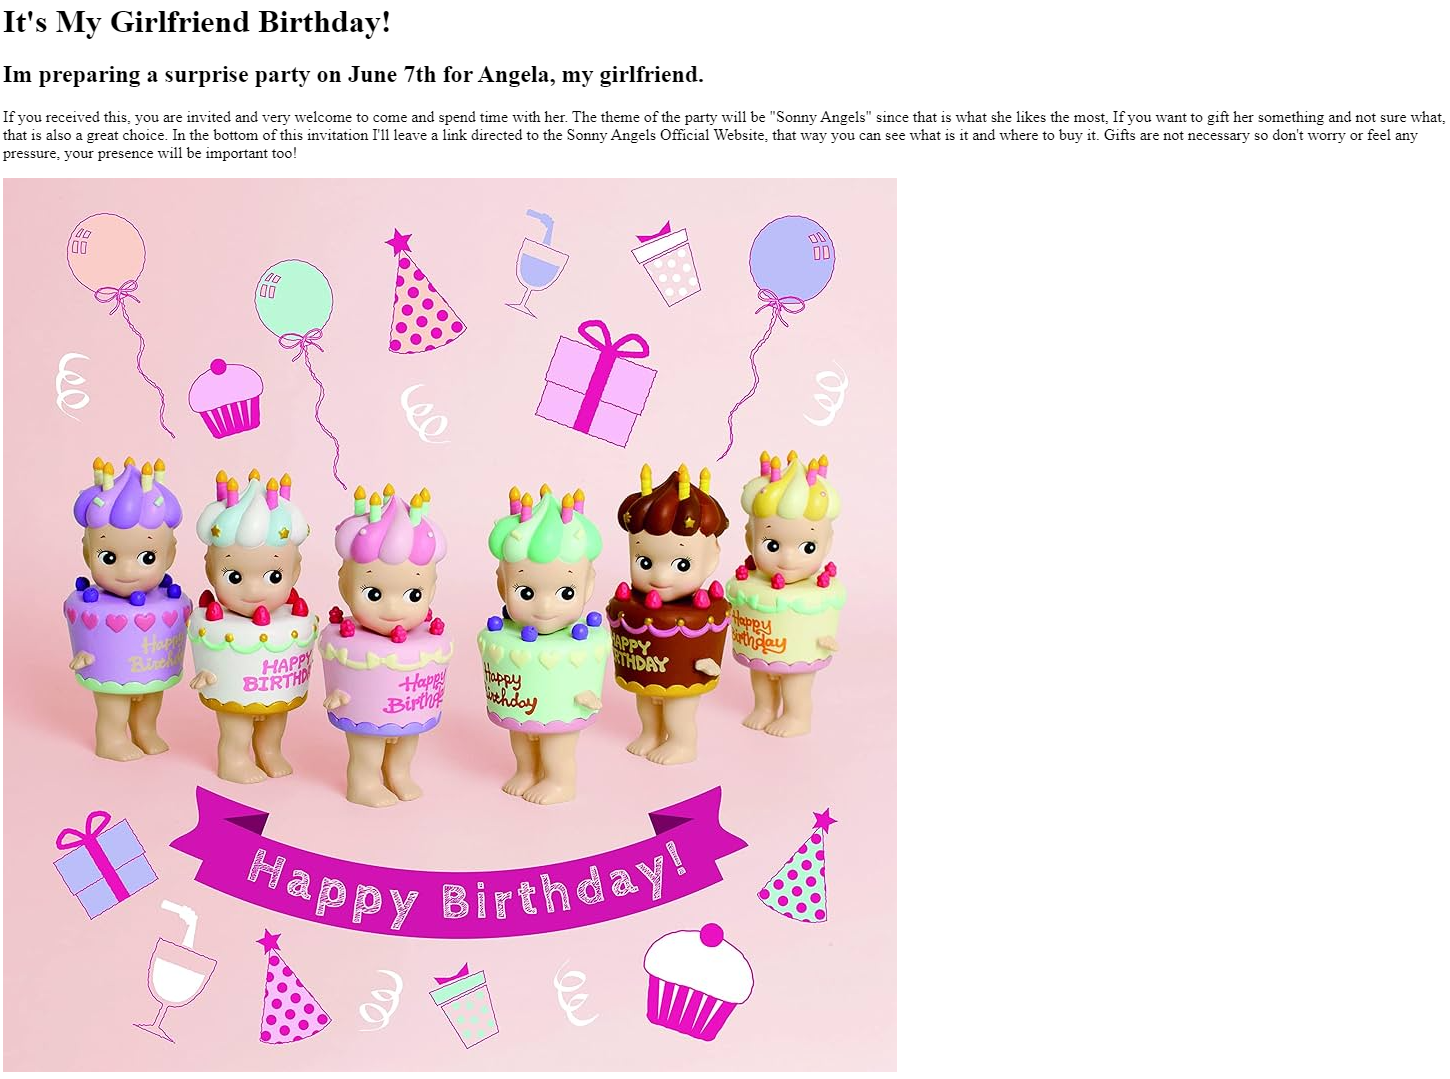 It's My Girlfriend Birthday!
Im preparing a surprise party on June 7th for Angela, my girlfriend.
If you received this, you are invited and very welcome to come and spend time with her. The theme of the party will be "Sonny Angels" since that is what she likes the most, If you want to gift her something and not sure what,
that is also a great choice. In the bottom of this invitation I'll leave a link directed to the Sonny Angels Official Website, that way you can see what is it and where to buy it. Gifts are not necessary so don't worry or feel any
pressure, your presence will be important too!
Happy
Birthday
HAPPY
BIRTHD
Happy
Birthd
Happy
irthday
HAPPY
RTHDAY
Happy
irthday
Happy Birthday!